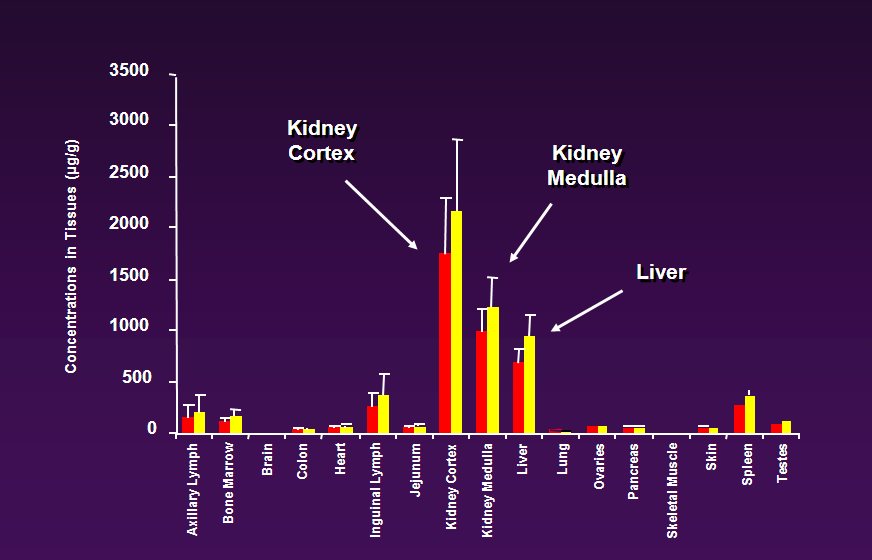 3500
3000
2500
2000
1500
1000
500
0
Concentrations in Tissues (µg/g)
Kidney
Cortex
Kidney
Medulla
Liver
Axillary Lymph
Bone Marrow
Brain
Colon
Heart
Inguinal Lymph
Jejunum
Kidney Cortex
Kidney Medulla
Liver
Lung
Ovaries
Pancreas
Skeletal Muscle
Skin
Spleen
Testes